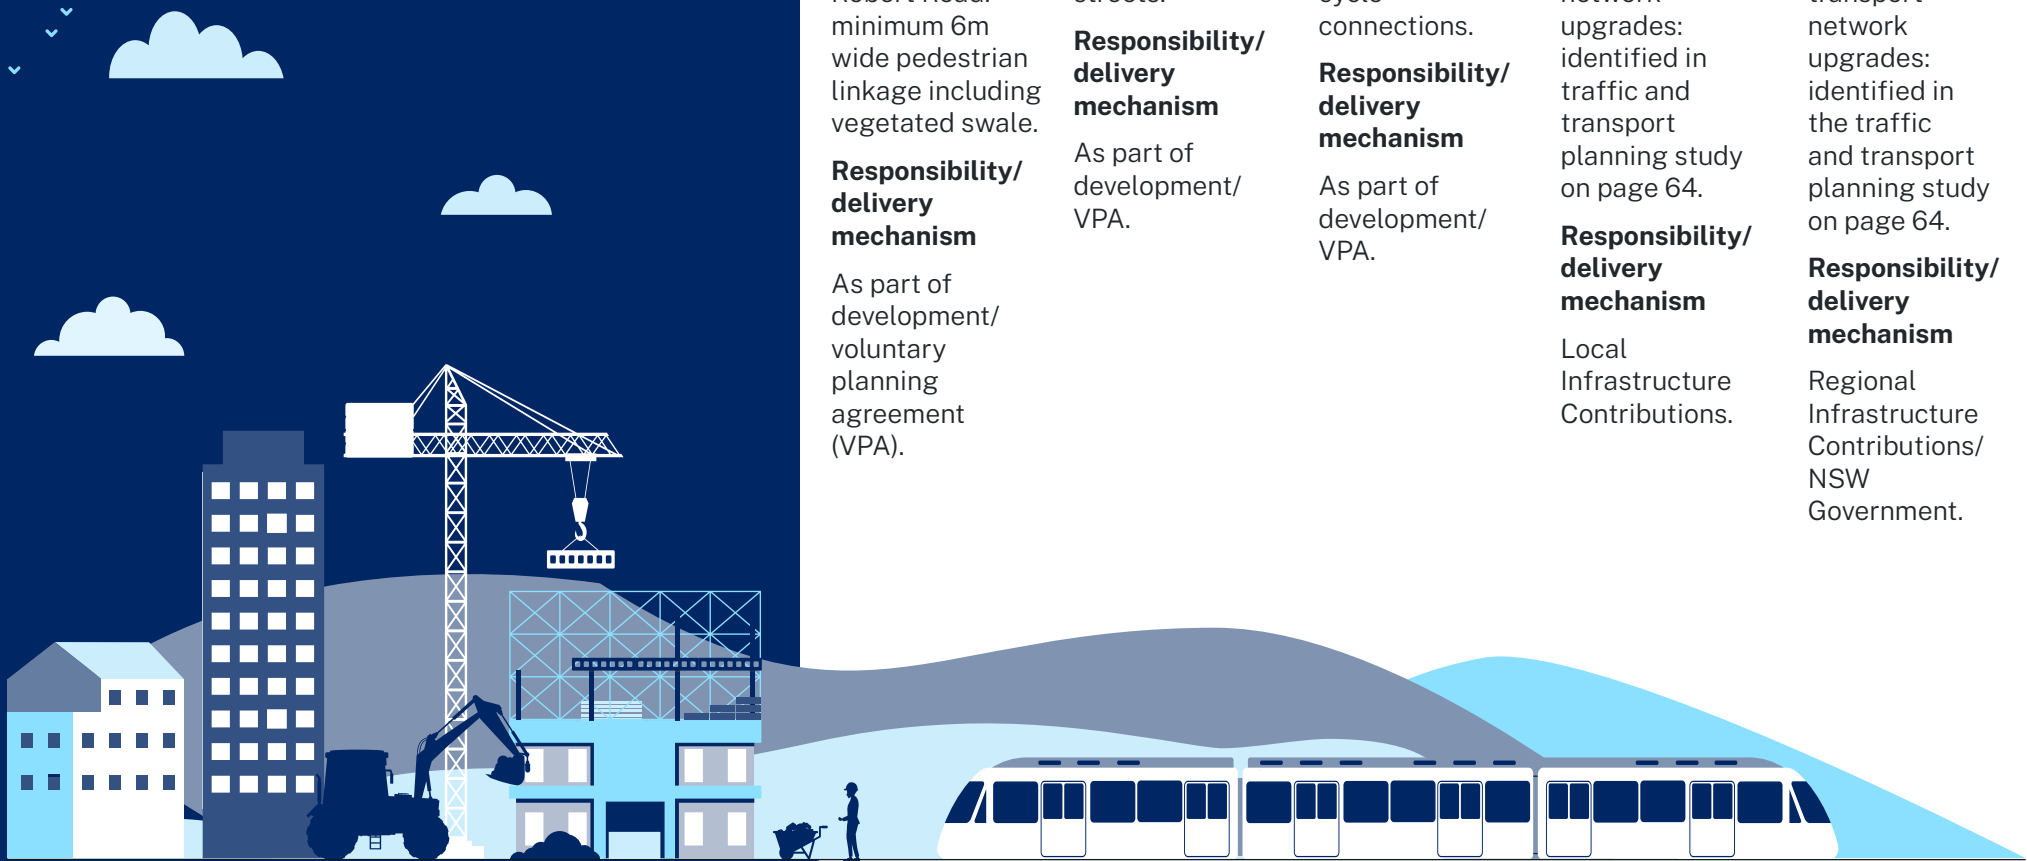 minimum 6m
wide pedestrian
linkage including
vegetated swale.
Responsibility/
delivery
mechanism
As part of
development/
voluntary
planning
agreement
(VPA).
Responsibility/
delivery
mechanism
As part of
development/
VPA.
connections.
Responsibility/
delivery
mechanism
As part of
development/
VPA.
upgrades:
identified in
traffic and
transport
planning study
on page 64.
Responsibility/
delivery
mechanism
Local
Infrastructure
Contributions.
network
upgrades:
identified in
the traffic
and transport
planning study
on page 64.
Responsibility/
delivery
mechanism
Regional
Infrastructure
Contributions/
NSW
Government.